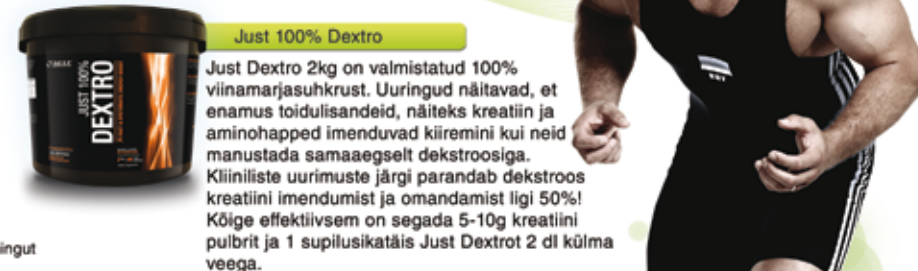 Just 100% Dextro
JUST 100%
DEXTRO
Just Dextro 2kg on valmistatud 100%
viinamarjasuhkrust. Uuringud näitavad, et
enamus toidulisandeid, näiteks kreatiin ja
aminohapped imenduvad kiiremini kui neid
manustada samaaegselt dekstroosiga.
Kliiniliste uurimuste järgi parandab dekstroos
kreatiini imendumist ja omandamist ligi 50%!
Kõige effektiivsem on segada 5-10g kreatiini
pulbrit ja 1 supilusikatäis Just Dextrot 2 dl külma
veega.
ingut